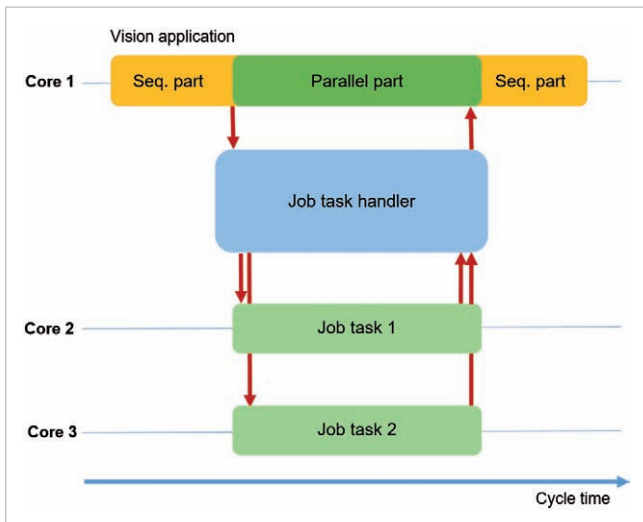 Vision application
Core 1
Seq. part
Parallel part
Seq. part
Job task handler
Core 2
Job task 1
Core 3
Job task 2
Cycle time